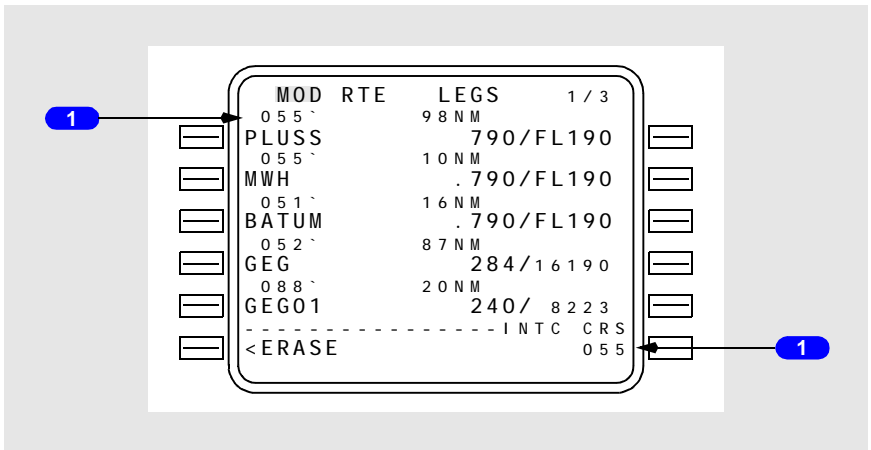 MOD RTE LEGS 1/3
1 055` 98NM
PLUSS 790/FL190
055` 10NM
MWH .790/FL190
051` 16NM
BATUM .790/FL190
052` 87NM
GEG 284/16190
088` 20NM
GEG01 240/ 8223
----------------INTC CRS
<ERASE 055 1